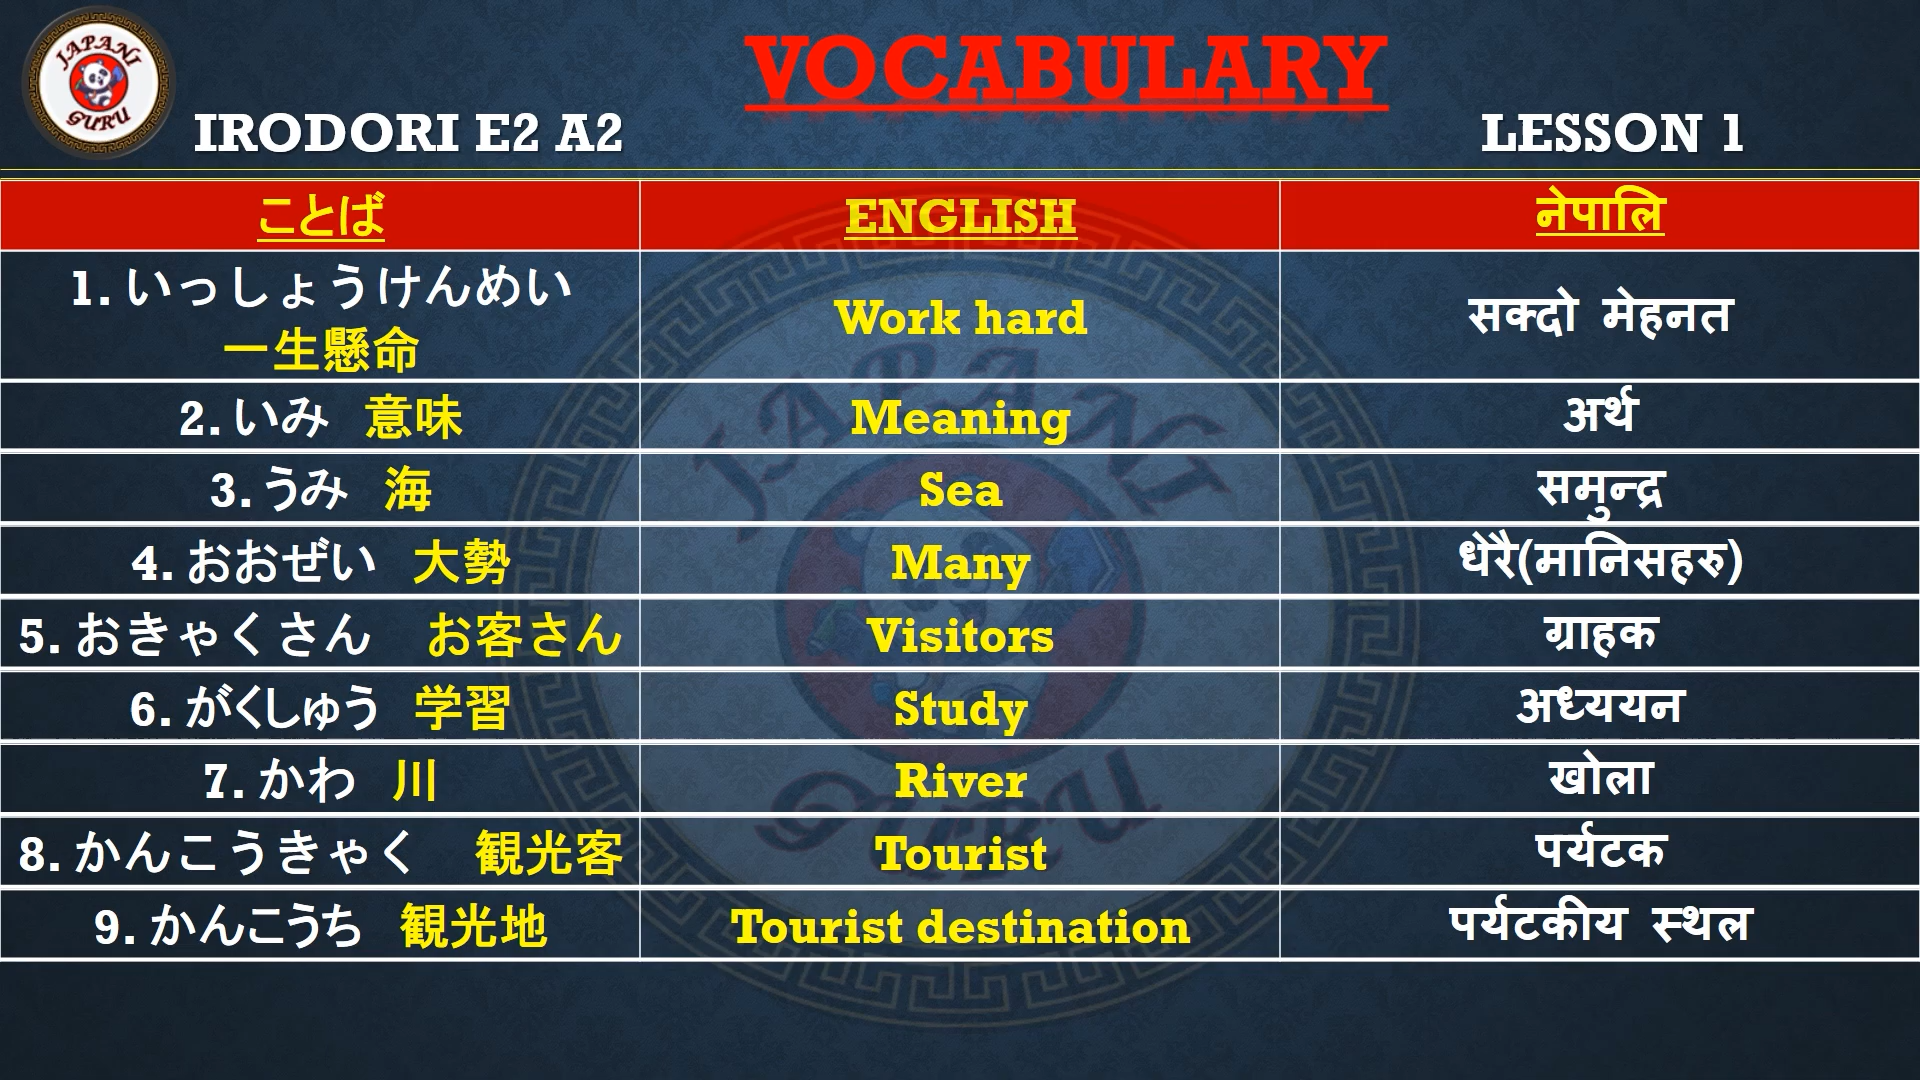 JAPANI
GURU
VOCABULARY
IRODORI E2 A2
LESSON 1
ことば ENGLISH नेपालि
1. いっしょうけんめい
一生懸命 Work hard सक्दो मेहनत
2. いみ 意味 Meaning अर्थ
3. うみ 海 Sea समुन्द्र
4. おおぜい 大勢 Many धेरै(मानिसहरु)
5. おきゃくさん お客さん Visitors ग्राहक
6. がくしゅう 学習 Study अध्ययन
7. かわ 川 River खोला
8. かんこうきゃく 観光客 Tourist पर्यटक
9. かんこうち 観光地 Tourist destination पर्यटकीय स्थल
JAPANI
GURU